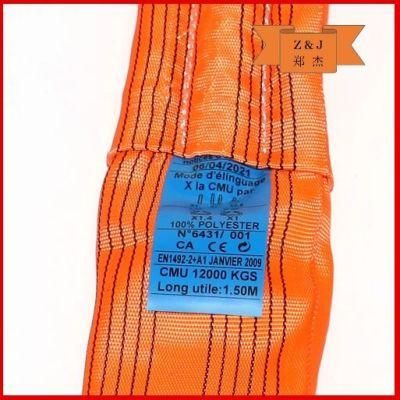 Z & J
郑 杰
06/04/2021
Mode d'élinguage
X la CMU par
X1.4 X1
100% POLYESTER
N°6431/ 001
CA CE
EN1492-2+A1 JANVIER 2009
CMU 12000 KGS
Long utile:1.50M